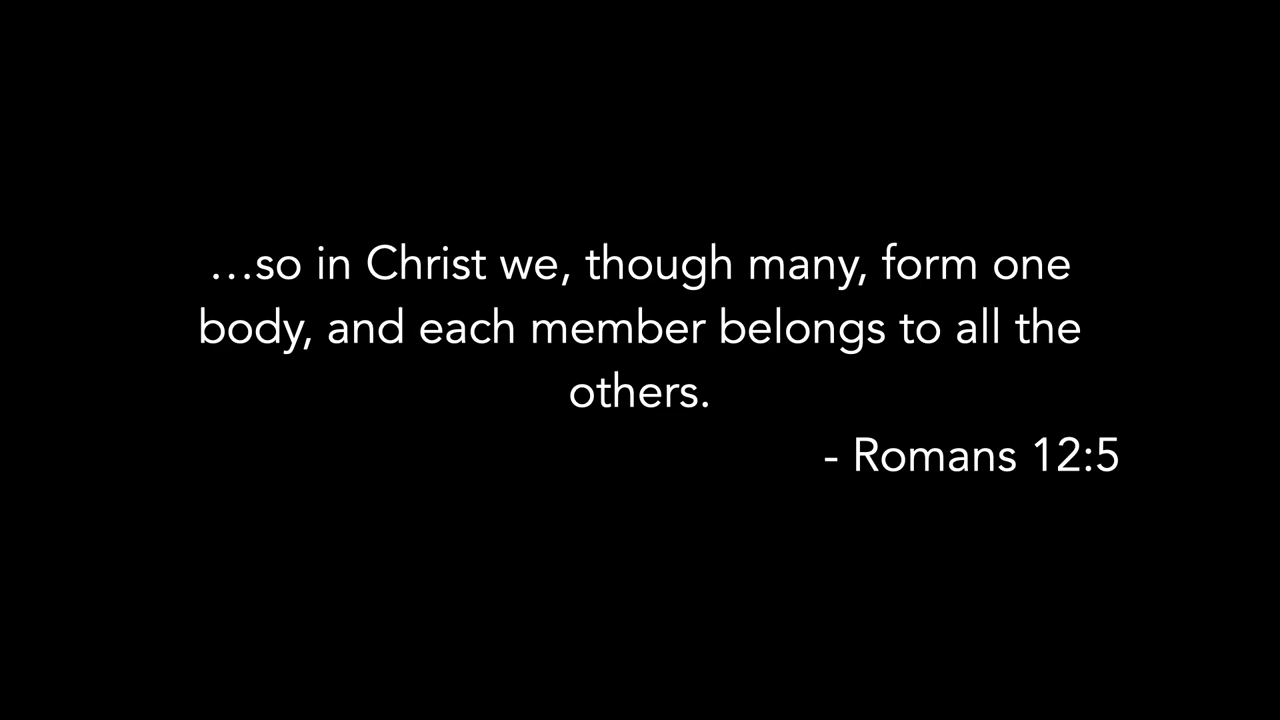 …so in Christ we, though many, form one
body, and each member belongs to all the
others.
- Romans 12:5